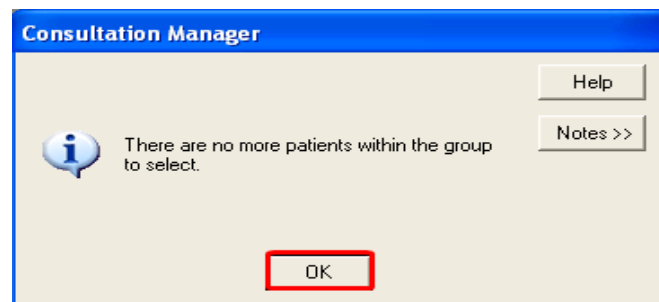 Consultation Manager
Help
Notes >>
There are no more patients within the group
to select.
OK